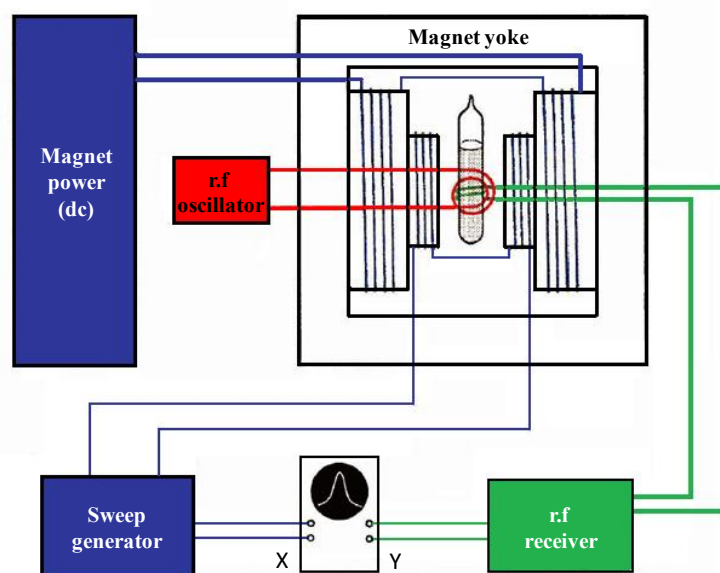 Magnet yoke
Magnet
power
(dc)
r.f
oscillator
Sweep
generator
X
Y
r.f
receiver